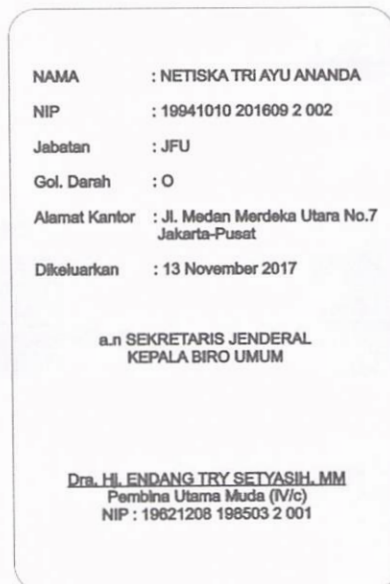 NAMA : NETISKA TRI AYU ANANDA
NIP : 19941010 201609 2 002
Jabatan : JFU
Gol. Darah : O
Alamat Kantor : Jl. Medan Merdeka Utara No.7
Jakarta-Pusat
Dikeluarkan : 13 November 2017
a.n SEKRETARIS JENDERAL
KEPALA BIRO UMUM
Dra. Hj. ENDANG TRY SETYASIH. MM
Pembina Utama Muda (IV/c)
NIP : 19621208 198503 2 001